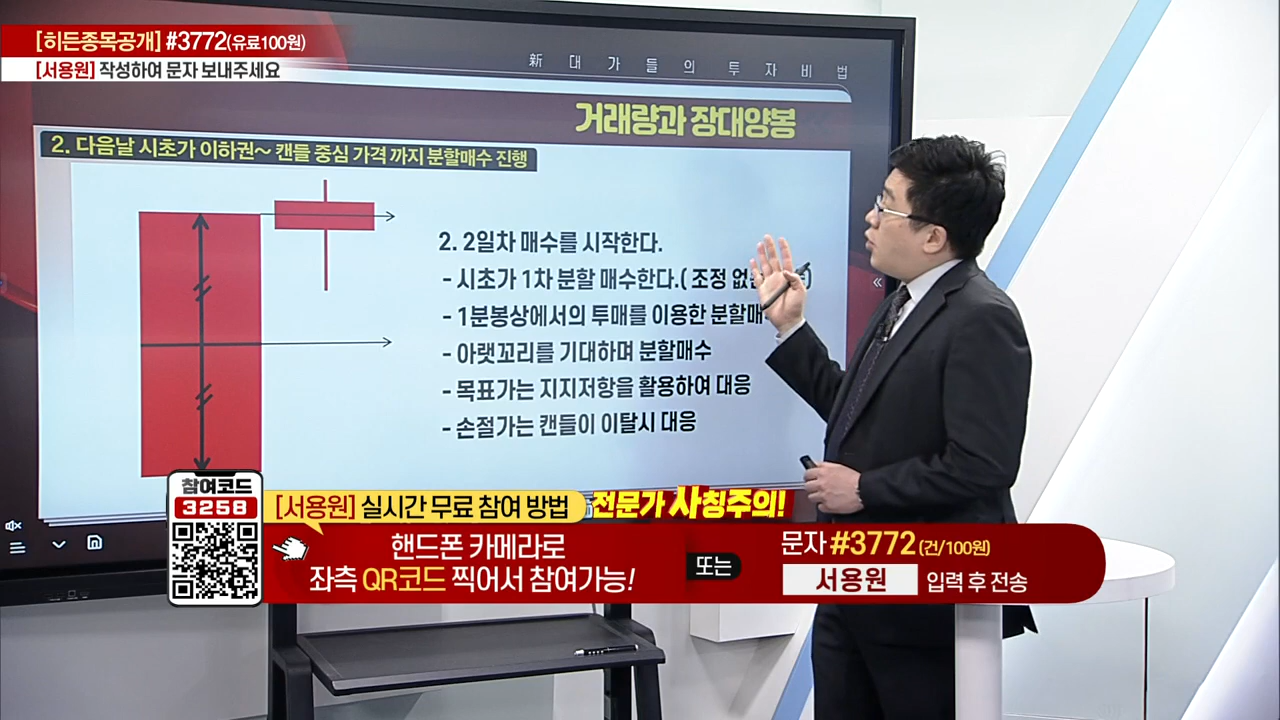 [히든종목공개] #3772(유료100원)
[서용원] 작성하여 문자 보내주세요
新 대 가 들 의 투 자 비 법
거래량과 장대양봉
2. 다음날 시초가 이하권~ 캔들 중심 가격 까지 분할매수 진행
2. 2일차 매수를 시작한다.
- 시초가 1차 분할 매수한다.( 조정 )
- 1분봉상에서의 투매를 이용한
- 아랫꼬리를 기대하며 분할매수
- 목표가는 지지저항을 활용하여 대응
- 손절가는 캔들이 이탈시 대응
참여코드
3258
[서용원] 실시간 무료 참여 방법
전문가 사칭주의!
핸드폰 카메라로
좌측 QR코드 찍어서 참여가능!
또는
문자 #3772 (건/100원)
서용원 입력 후 전송